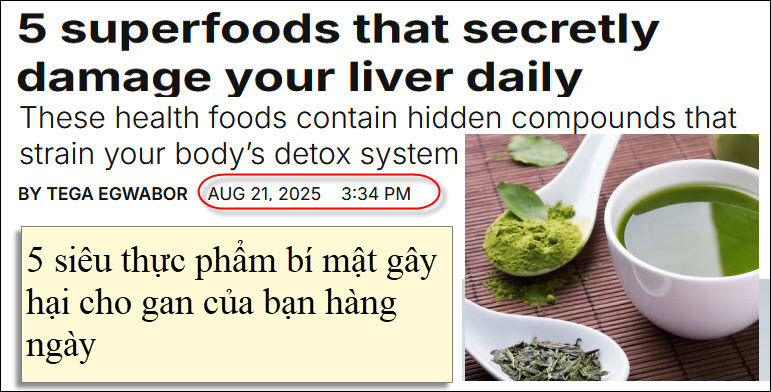 5 superfoods that secretly
damage your liver daily
These health foods contain hidden compounds that
strain your body’s detox system
BY TEGA EGWABOR AUG 21, 2025 3:34 PM
5 siêu thực phẩm bí mật gây
hại cho gan của bạn hàng
ngày